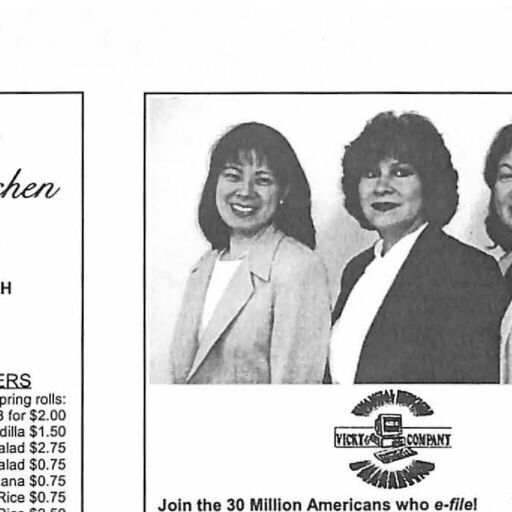 chen
H
ERS
pring rolls:
3 for $2.00
dilla $1.50
alad $2.75
alad $0.75
ana $0.75
Rice $0.75
VICKY & COMPANY
Join the 30 Million Americans who e-file!